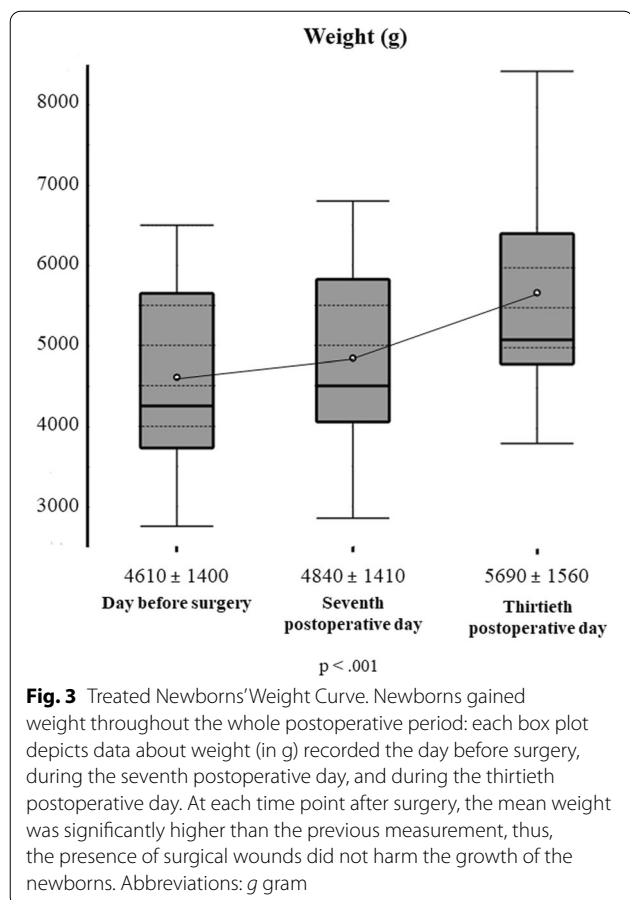 Weight (g)
8000
7000
6000
5000
4000
3000
4610 ± 1400 4840 ± 1410 5690 ± 1560
Day before surgery Seventh postoperative day Thirtieth postoperative day
p < .001
Fig. 3 Treated Newborns' Weight Curve. Newborns gained
weight throughout the whole postoperative period: each box plot
depicts data about weight (in g) recorded the day before surgery,
during the seventh postoperative day, and during the thirtieth
postoperative day. At each time point after surgery, the mean weight
was significantly higher than the previous measurement, thus,
the presence of surgical wounds did not harm the growth of the
newborns. Abbreviations: g gram